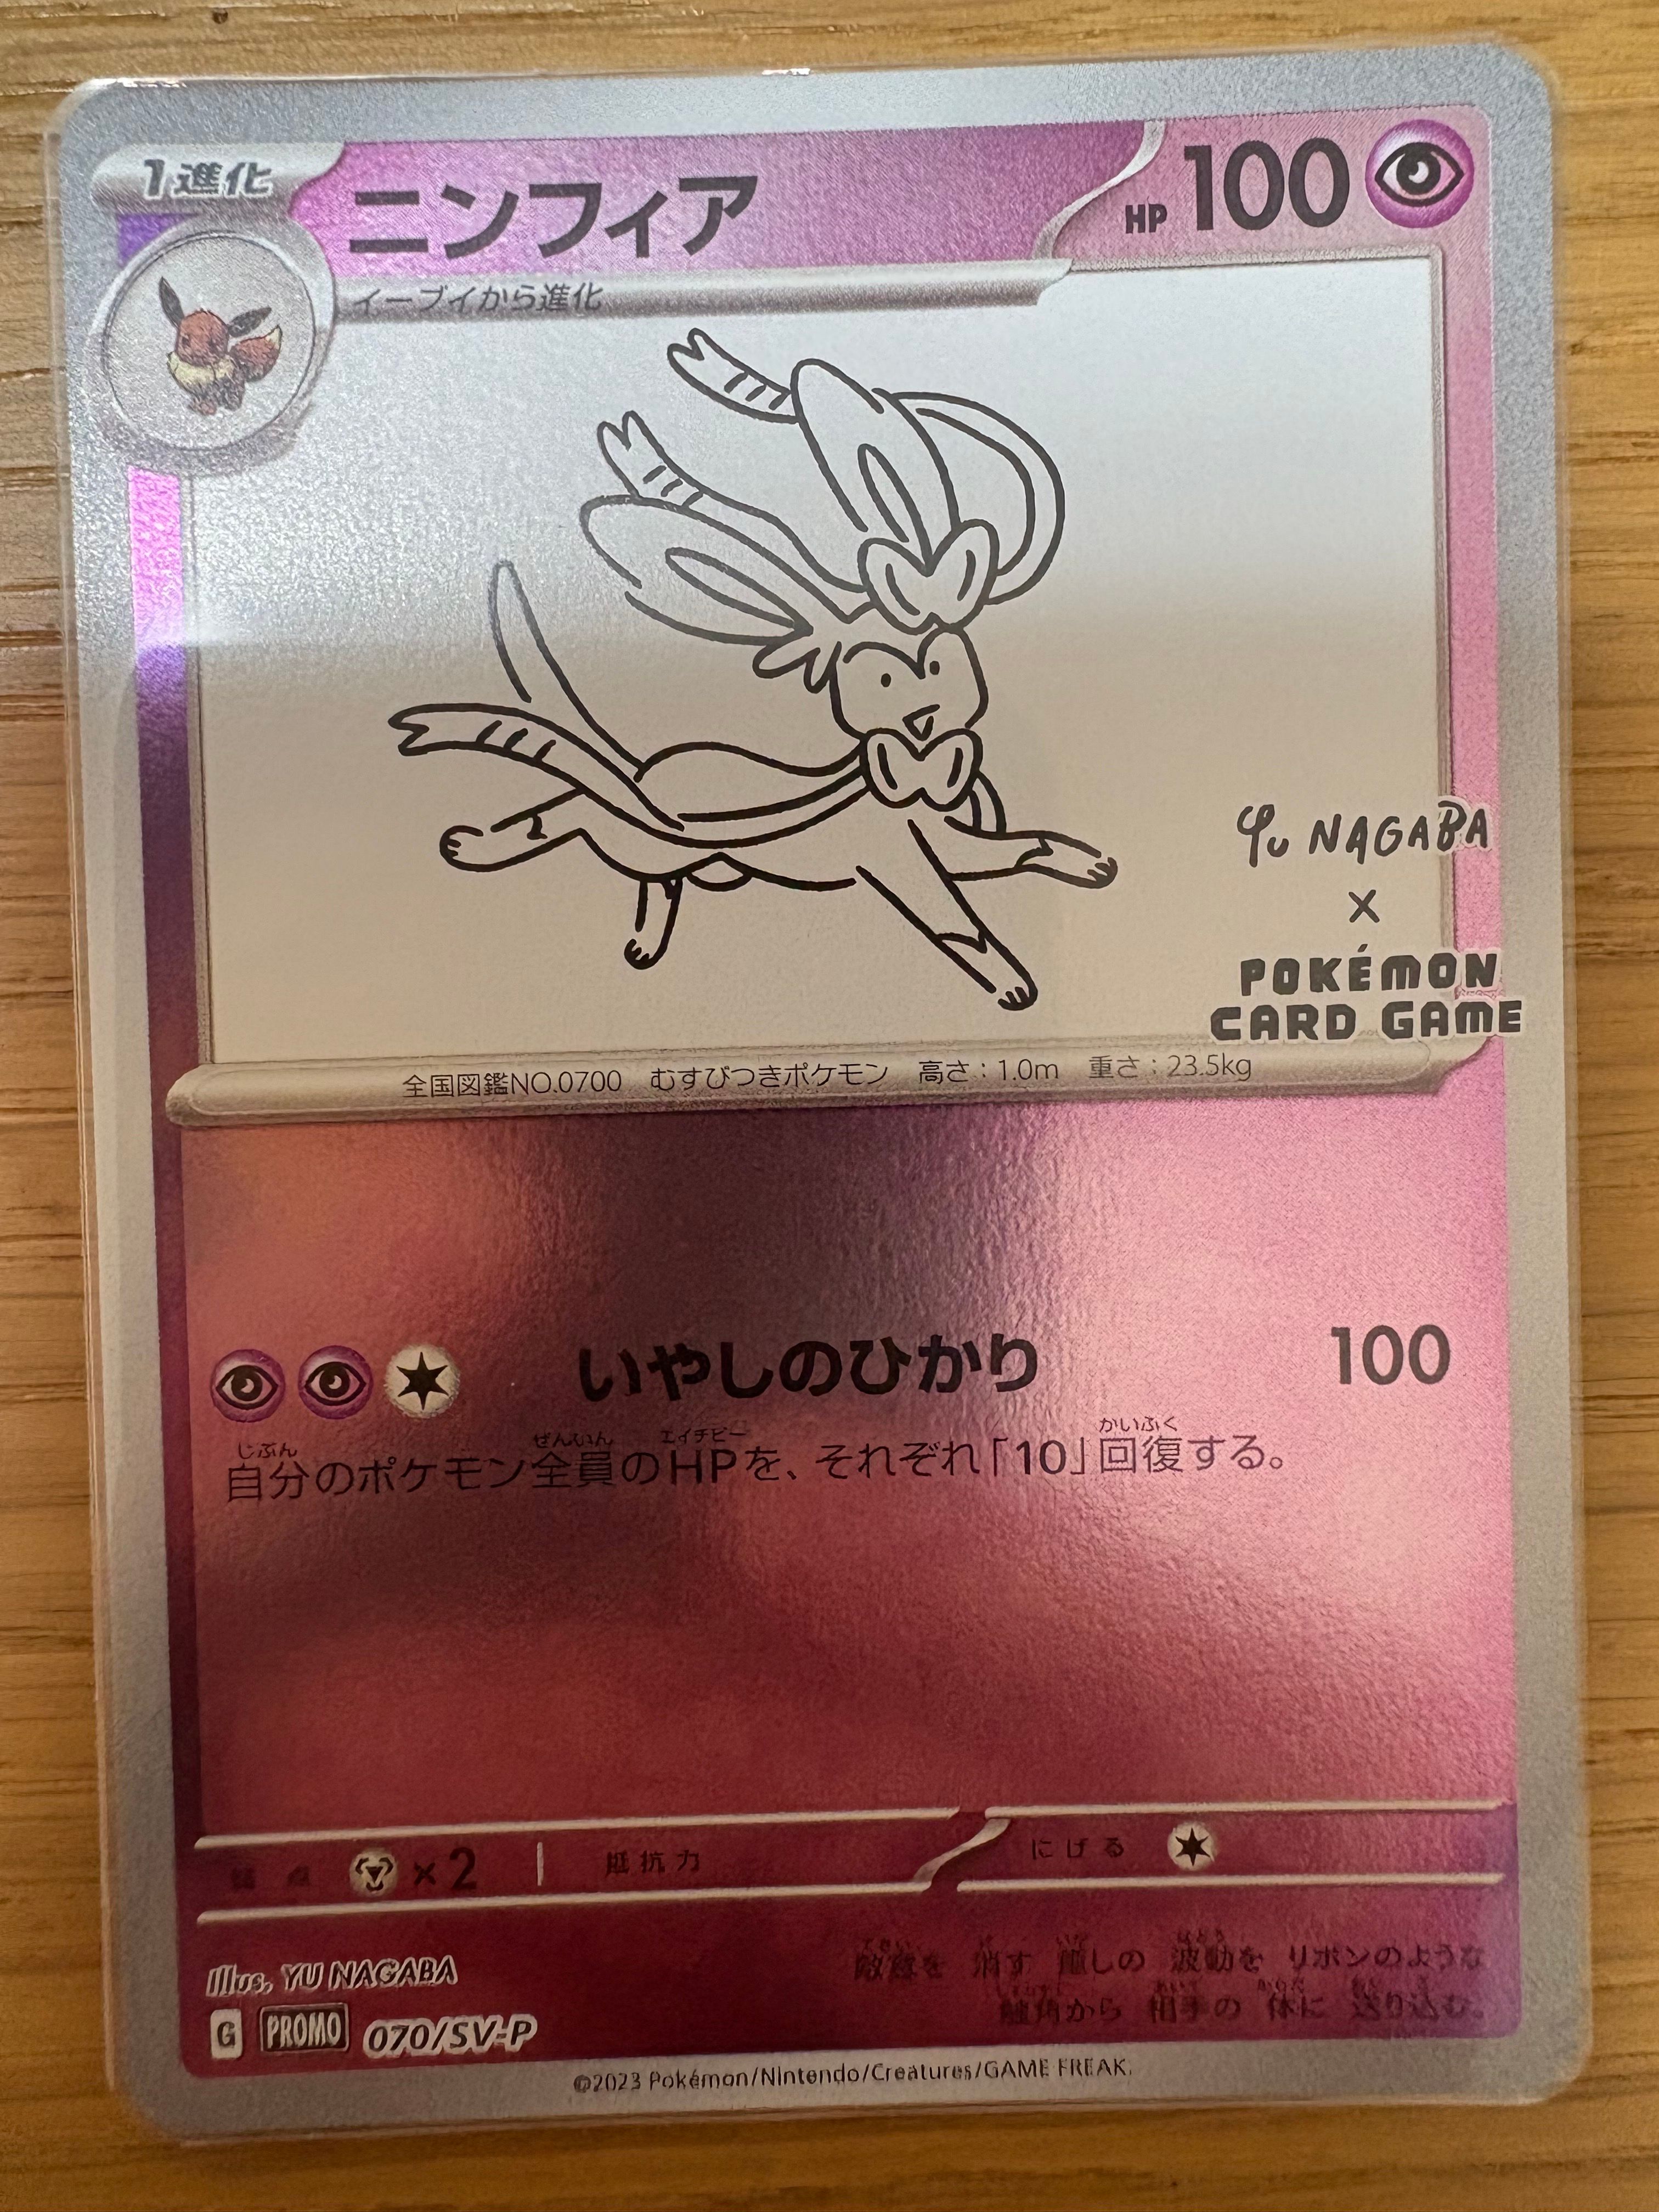 1進化
ニンフィア
HP 100
イーブイから進化
Yu NAGABA
×
POKÉMON
CARD GAME
全国図鑑NO.0700 むすびつきポケモン 高さ:1.0m 重さ:23.5kg
いやしのひかり 100
じぶん ぜんいん エイチピー かいふく
自分のポケモン全員のHPを、それぞれ「10」回復する。
弱点 ×2 抵抗力 にげる
Illus. YU NAGABA
敵意を 消す 癒しの 波動を リボンのような
触角から 相手の 体に 送り込む。
G PROMO 070/SV-P
©2023 Pokémon/Nintendo/Creatures/GAME FREAK.